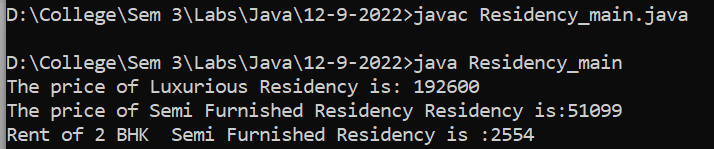 D:\College\Sem 3\Labs\Java\12-9-2022>javac Residency_main.java
D:\College\Sem 3\Labs\Java\12-9-2022>java Residency_main
The price of Luxurious Residency is: 192600
The price of Semi Furnished Residency Residency is:51099
Rent of 2 BHK  Semi Furnished Residency is :2554